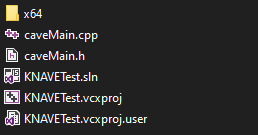 x64
caveMain.cpp
caveMain.h
KNAVETest.sln
KNAVETest.vcxproj
KNAVETest.vcxproj.user